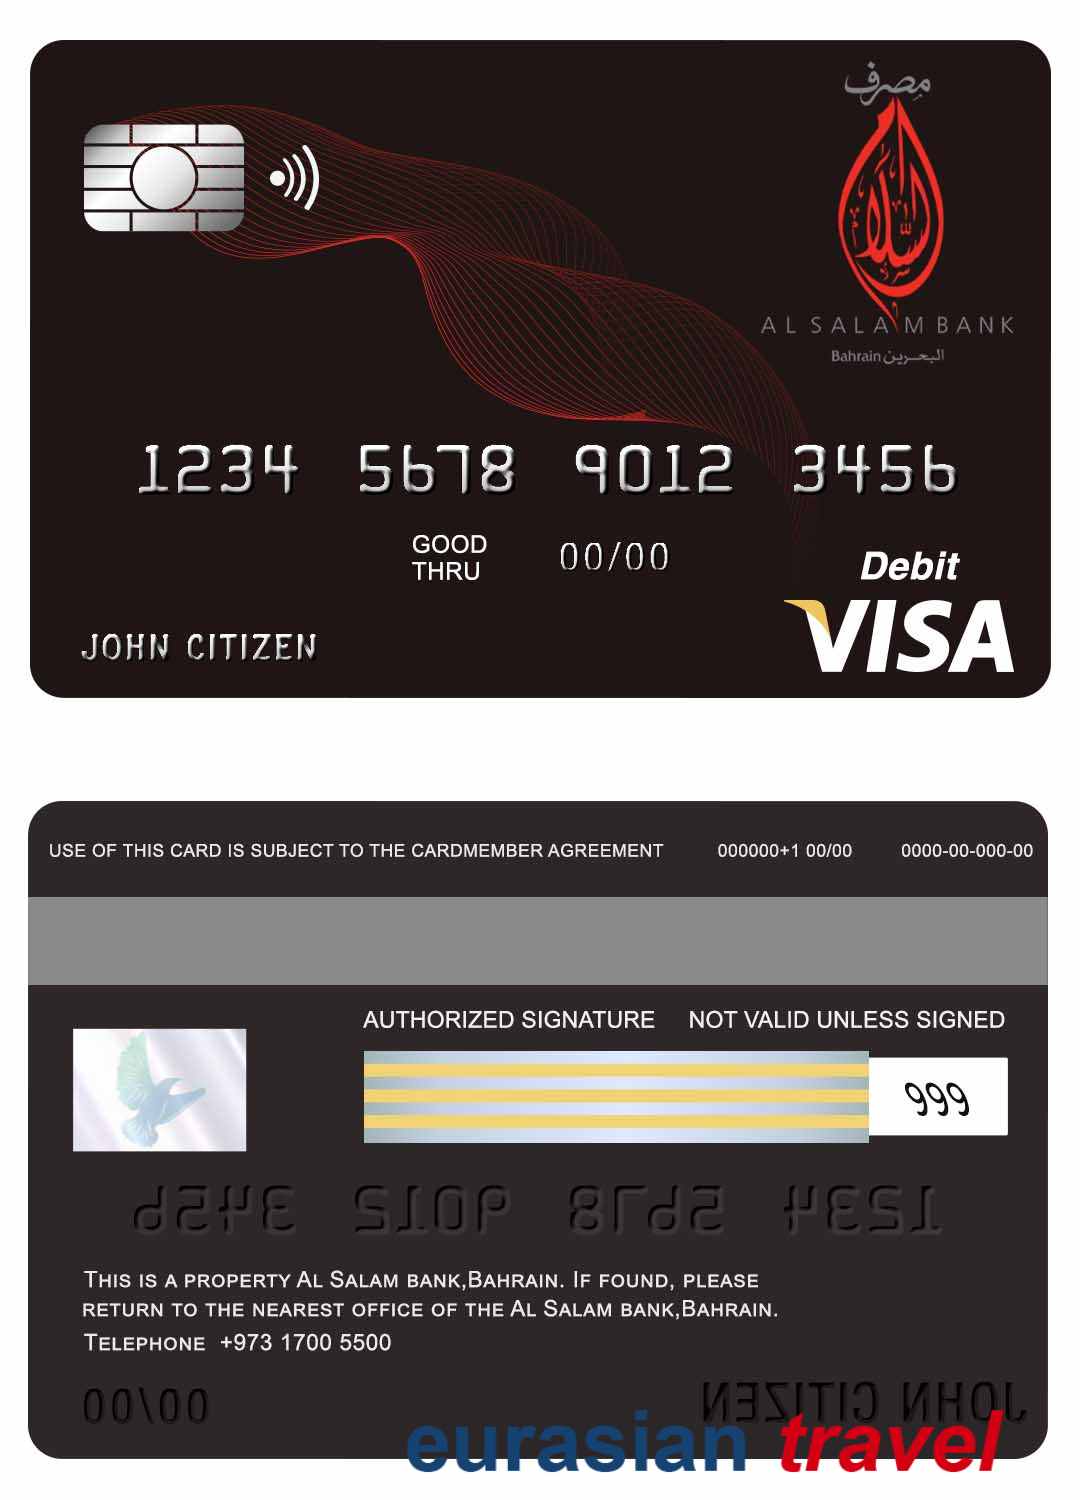 مصرف
السلام
AL SALAM BANK
Bahrain البحرين
1234 5678 9012 3456
GOOD THRU 00/00
Debit
VISA
JOHN CITIZEN
USE OF THIS CARD IS SUBJECT TO THE CARDMEMBER AGREEMENT 000000+1 00/00 0000-00-000-00
AUTHORIZED SIGNATURE NOT VALID UNLESS SIGNED
999
1234 5678 9012 3456
THIS IS A PROPERTY AL SALAM BANK,BAHRAIN. IF FOUND, PLEASE
RETURN TO THE NEAREST OFFICE OF THE AL SALAM BANK,BAHRAIN.
TELEPHONE +973 1700 5500
00/00 JOHN CITIZEN
eurasian travel